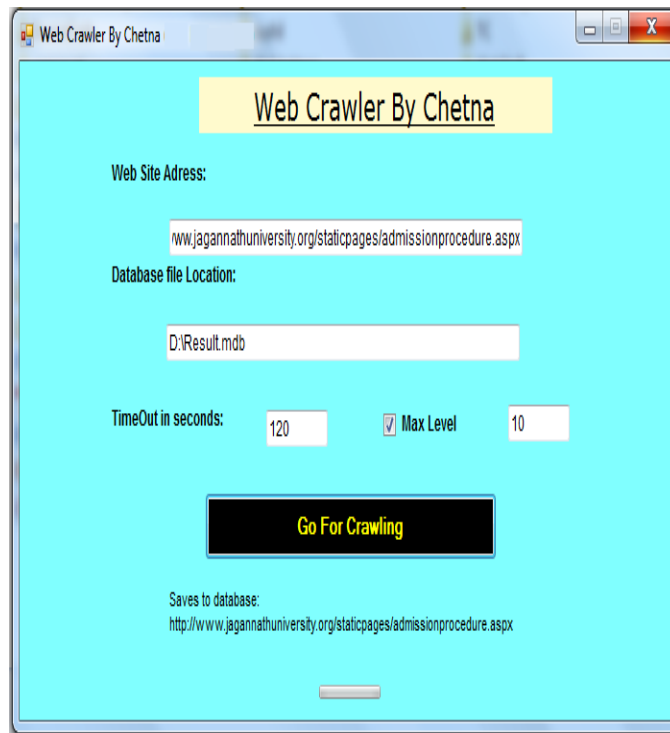 Web Crawler By Chetna
X
Web Crawler By Chetna
Web Site Adress:
www.jagannathuniversity.org/staticpages/admissionprocedure.aspx
Database file Location:
D:\Result.mdb
TimeOut in seconds: 120 Max Level 10
Go For Crawling
Saves to database:
http://www.jagannathuniversity.org/staticpages/admissionprocedure.aspx